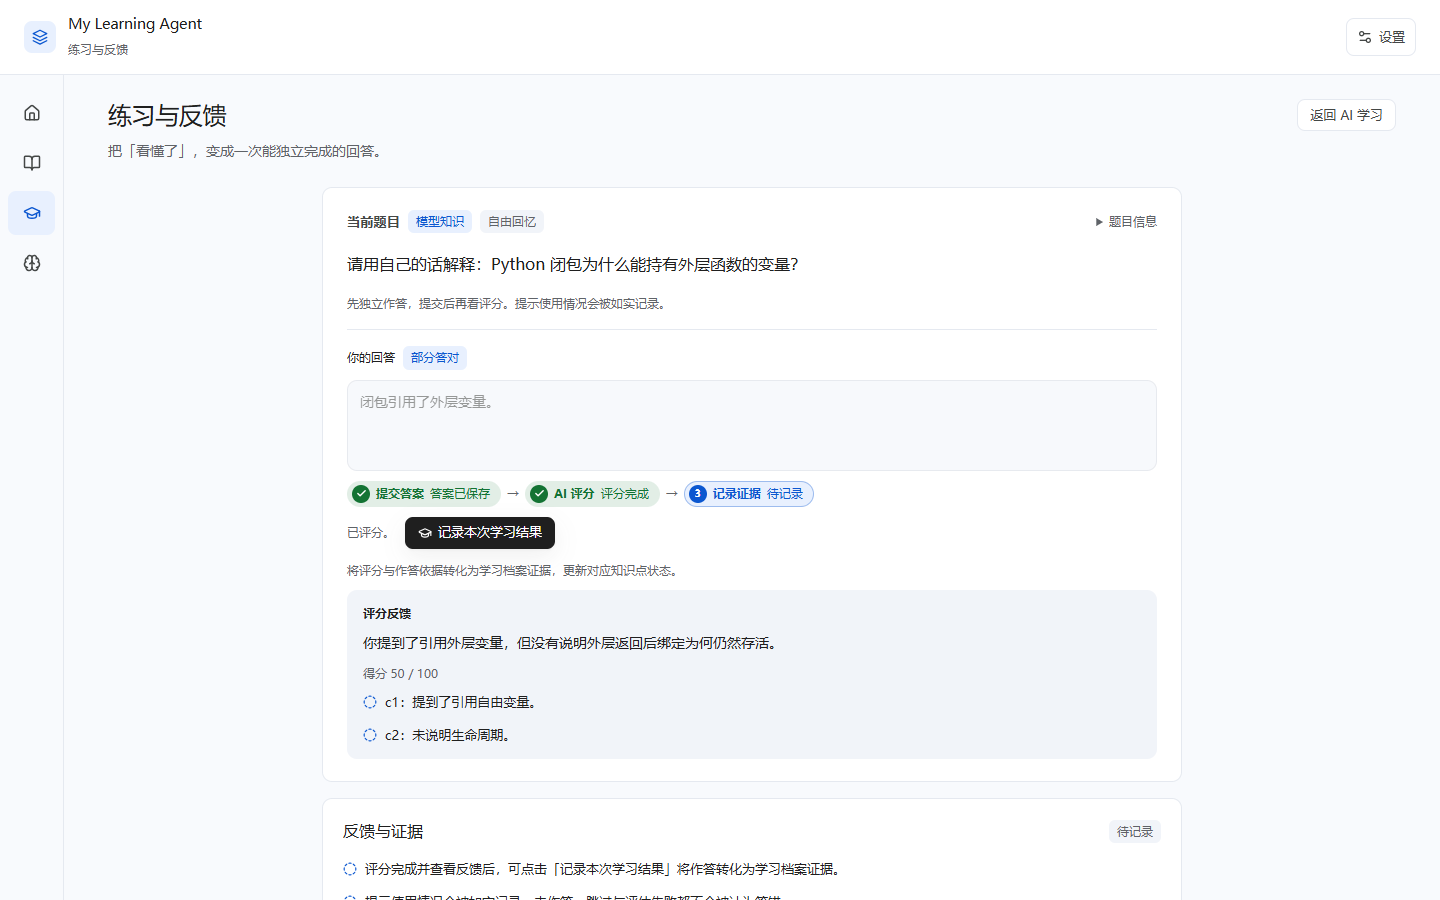 My Learning Agent
练习与反馈
设置
练习与反馈
返回 AI 学习
把「看懂了」，变成一次能独立完成的回答。
当前题目 模型知识 自由回忆
题目信息
请用自己的话解释：Python 闭包为什么能持有外层函数的变量？
先独立作答，提交后再看评分。提示使用情况会被如实记录。
你的回答 部分答对
闭包引用了外层变量。
提交答案 答案已保存 → AI 评分 评分完成 → 3 记录证据 待记录
已评分。 记录本次学习结果
将评分与作答依据转化为学习档案证据，更新对应知识点状态。
评分反馈
你提到了引用外层变量，但没有说明外层返回后绑定为何仍然存活。
得分 50 / 100
c1：提到了引用自由变量。
c2：未说明生命周期。
反馈与证据
待记录
评分完成并查看反馈后，可点击「记录本次学习结果」将作答转化为学习档案证据。